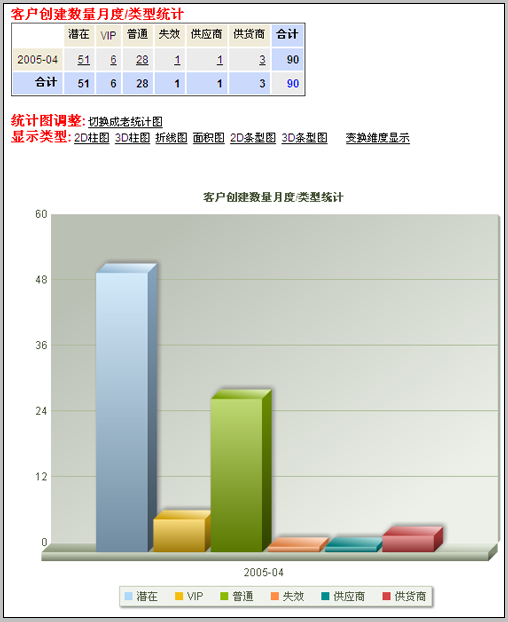 客户创建数量月度/类型统计
潜在 VIP 普通 失效 供应商 供货商 合计
2005-04 51 6 28 1 1 3 90
合计 51 6 28 1 1 3 90
统计图调整: 切换成老统计图
显示类型: 2D柱图 3D柱图 折线图 面积图 2D条型图 3D条型图 变换维度显示
客户创建数量月度/类型统计
60
48
36
24
12
0
2005-04
潜在 VIP 普通 失效 供应商 供货商